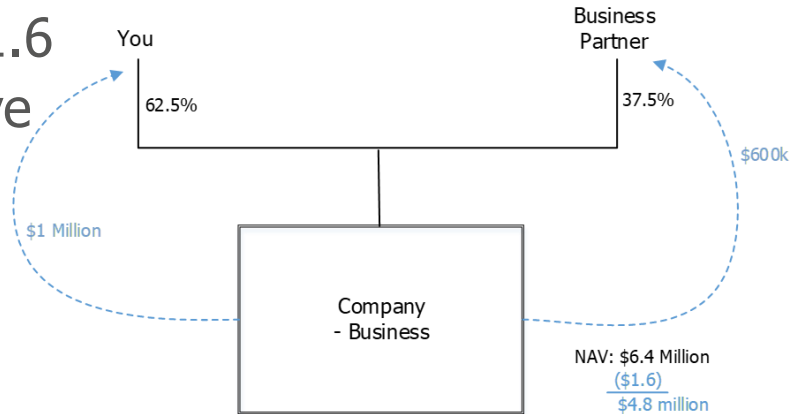 .6
You
Business
Partner
62.5%
37.5%
$600k
$1 Million
Company
- Business
NAV: $6.4 Million
($1.6)
$4.8 million